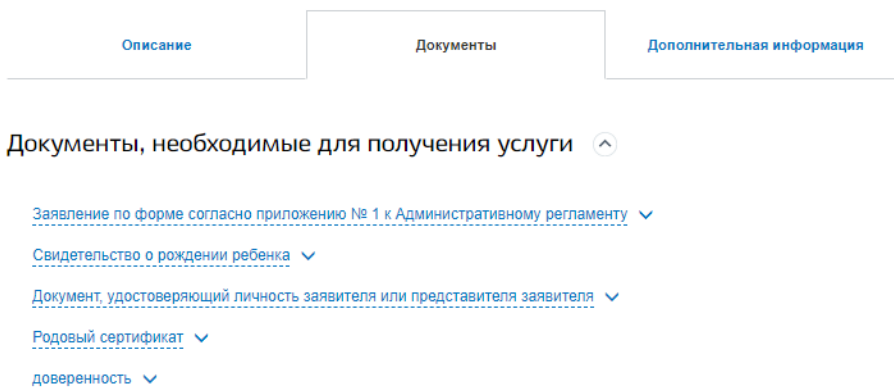 Описание Документы Дополнительная информация
Документы, необходимые для получения услуги
Заявление по форме согласно приложению № 1 к Административному регламенту
Свидетельство о рождении ребенка
Документ, удостоверяющий личность заявителя или представителя заявителя
Родовый сертификат
доверенность